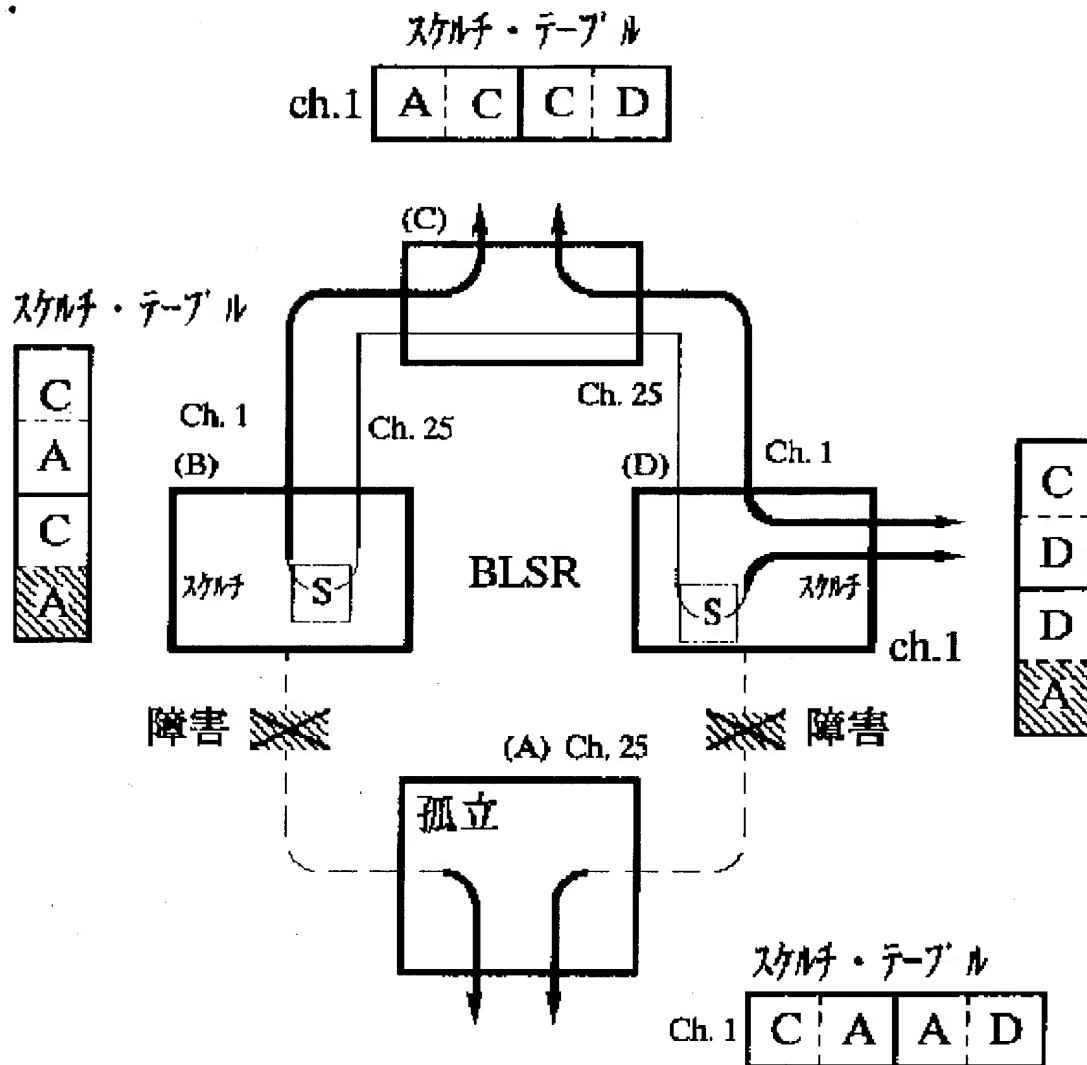 スケルチ・テーブル
ch.1 A C C D
(C)
スケルチ・テーブル
C
A
C
A
Ch. 25
Ch. 1
Ch. 25
(B)
(D)
Ch. 1
C
D
D
A
スケルチ
S
BLSR
S
スケルチ
ch.1
障害
障害
(A) Ch. 25
孤立
スケルチ・テーブル
Ch. 1 C A A D